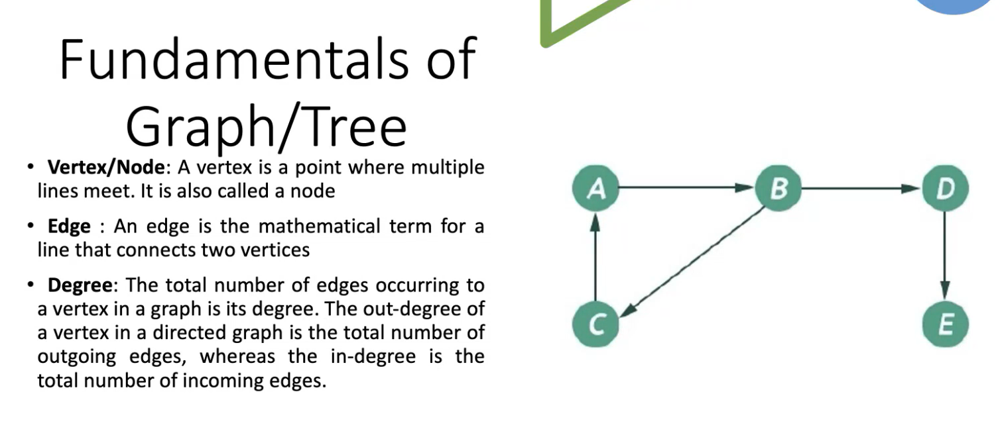 Fundamentals of
Graph/Tree
• Vertex/Node: A vertex is a point where multiple
lines meet. It is also called a node
• Edge : An edge is the mathematical term for a
line that connects two vertices
• Degree: The total number of edges occurring to
a vertex in a graph is its degree. The out-degree of
a vertex in a directed graph is the total number of
outgoing edges, whereas the in-degree is the
total number of incoming edges.
A B D
C E